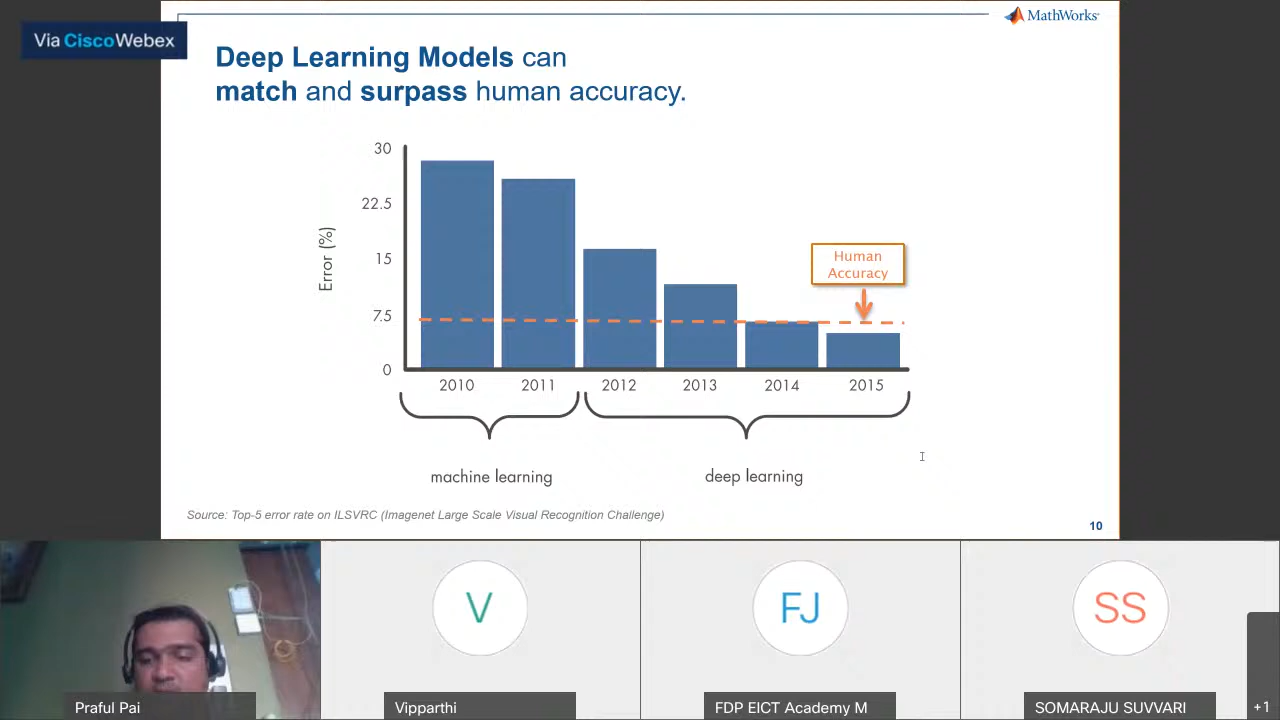 MathWorks
Via CiscoWebex
Deep Learning Models can
match and surpass human accuracy.
30
22.5
15
7.5
0
Error (%)
Human
Accuracy
2010 2011 2012 2013 2014 2015
machine learning deep learning
Source: Top-5 error rate on ILSVRC (Imagenet Large Scale Visual Recognition Challenge)
10
V FJ SS
Praful Pai Vipparthi FDP EICT Academy M SOMARAJU SUVVARI +1